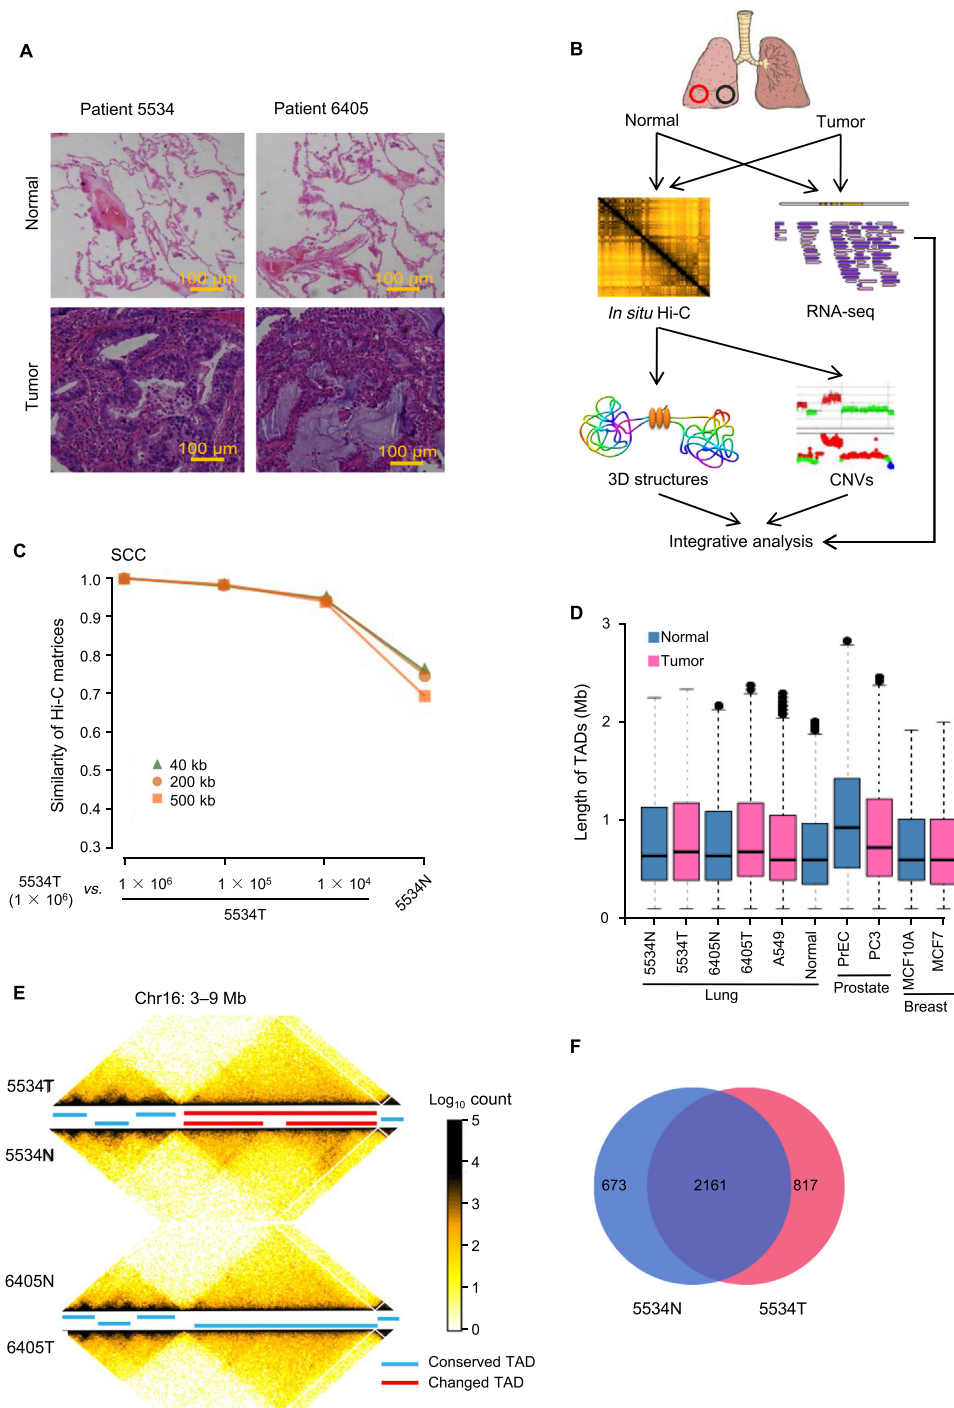 A
Patient 5534
Patient 6405
Normal
Tumor
100 μm
100 μm
100 μm
100 μm
B
Normal
Tumor
In situ Hi-C
RNA-seq
3D structures
CNVs
Integrative analysis
C
SCC
Similarity of Hi-C matrices
1.0
0.9
0.8
0.7
0.6
0.5
0.4
0.3
40 kb
200 kb
500 kb
5534T
(1 × 10⁶)
vs.
1 × 10⁶
1 × 10⁵
1 × 10⁴
5534N
5534T
D
Length of TADs (Mb)
3
2
1
0
Normal
Tumor
5534N
5534T
6405N
6405T
A549
Normal
PrEC
PC3
MCF10A
MCF7
Lung
Prostate
Breast
E
Chr16: 3–9 Mb
5534T
5534N
6405N
6405T
Log₁₀ count
5
4
3
2
1
0
Conserved TAD
Changed TAD
F
673
2161
817
5534N
5534T